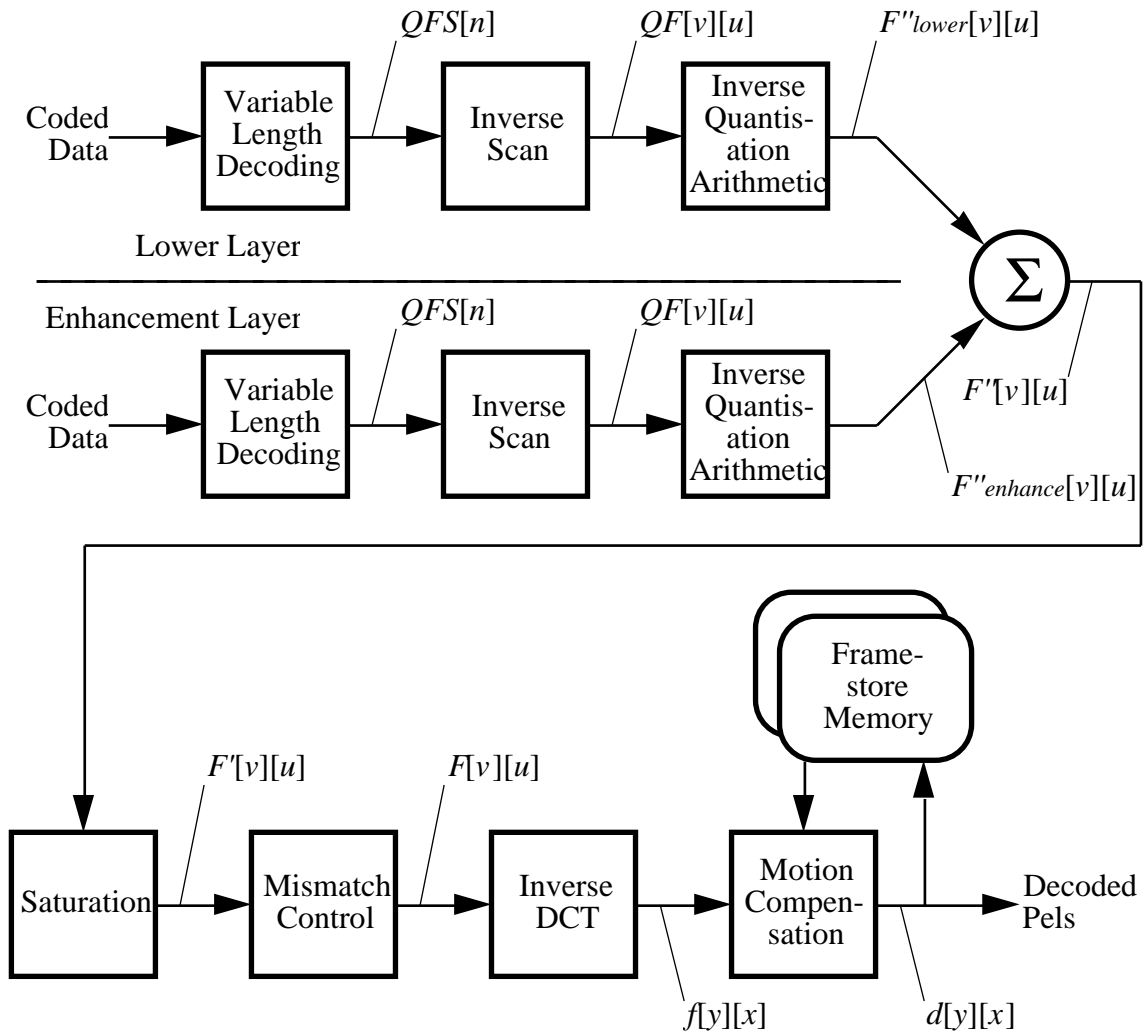 QFS[n]
QF[v][u]
F''lower[v][u]
Coded
Data
Variable
Length
Decoding
Inverse
Scan
Inverse
Quantis-
ation
Arithmetic
Lower Layer
Σ
Enhancement Layer
QFS[n]
QF[v][u]
F''[v][u]
Coded
Data
Variable
Length
Decoding
Inverse
Scan
Inverse
Quantis-
ation
Arithmetic
F''enhance[v][u]
Frame-
store
Memory
F'[v][u]
F[v][u]
Saturation
Mismatch
Control
Inverse
DCT
Motion
Compen-
sation
Decoded
Pels
f[y][x]
d[y][x]